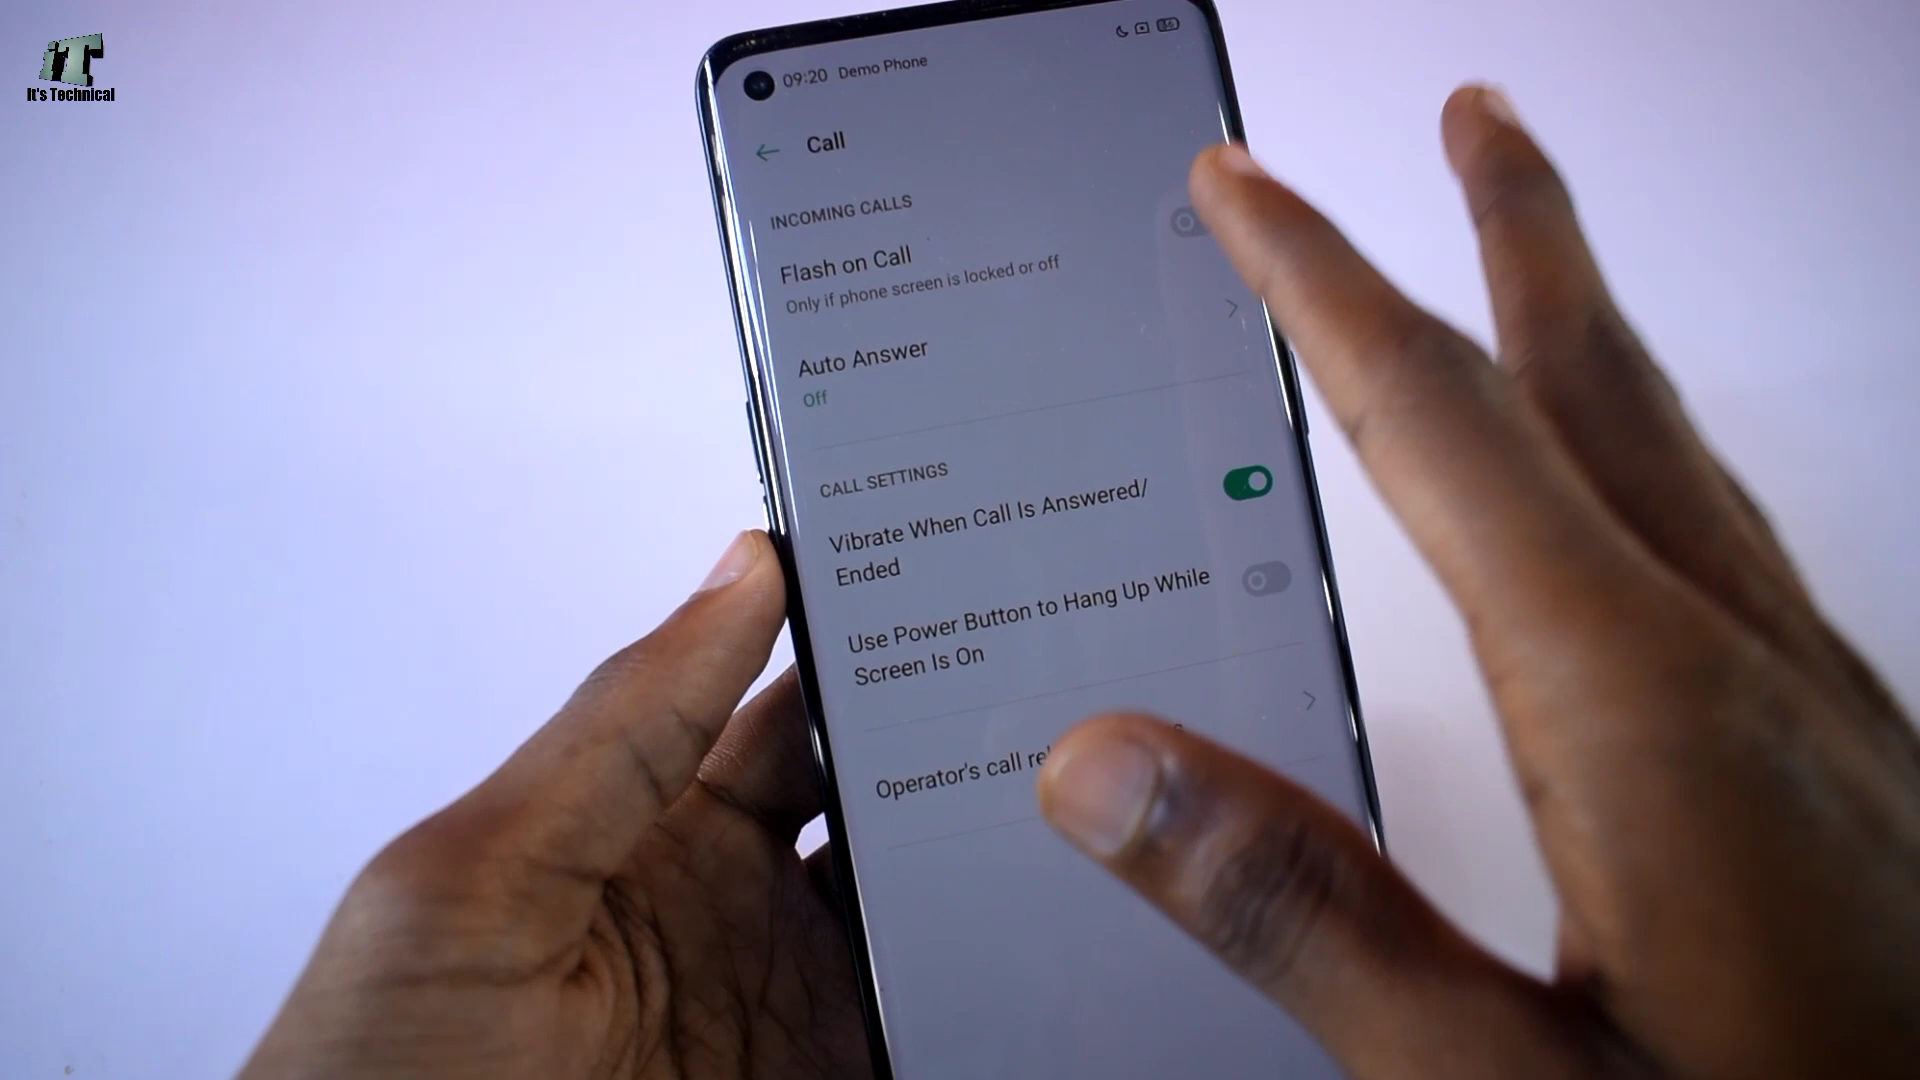 iT
It's Technical
09:20 Demo Phone
Call
INCOMING CALLS
Flash on Call
Only if phone screen is locked or off
Auto Answer
Off
CALL SETTINGS
Vibrate When Call Is Answered/
Ended
Use Power Button to Hang Up While
Screen Is On
Operator's call